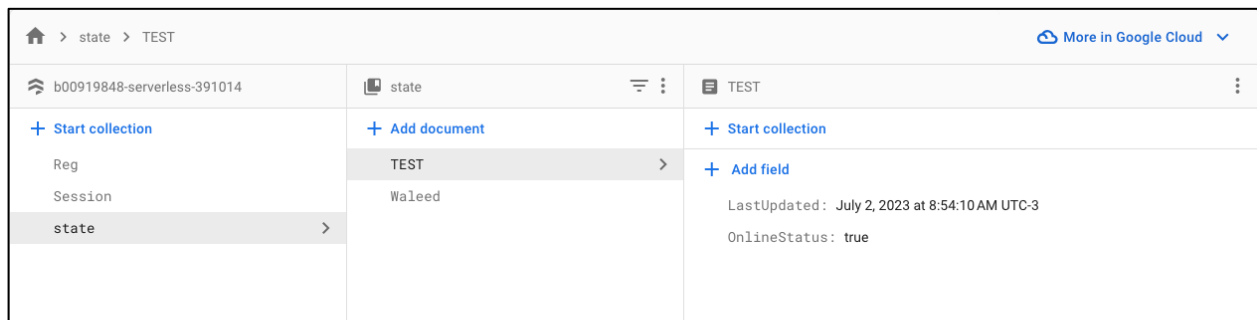 state > TEST
More in Google Cloud
b00919848-serverless-391014
state
TEST
+ Start collection
+ Add document
+ Start collection
Reg
TEST
+ Add field
Session
Waleed
LastUpdated: July 2, 2023 at 8:54:10 AM UTC-3
state
OnlineStatus: true